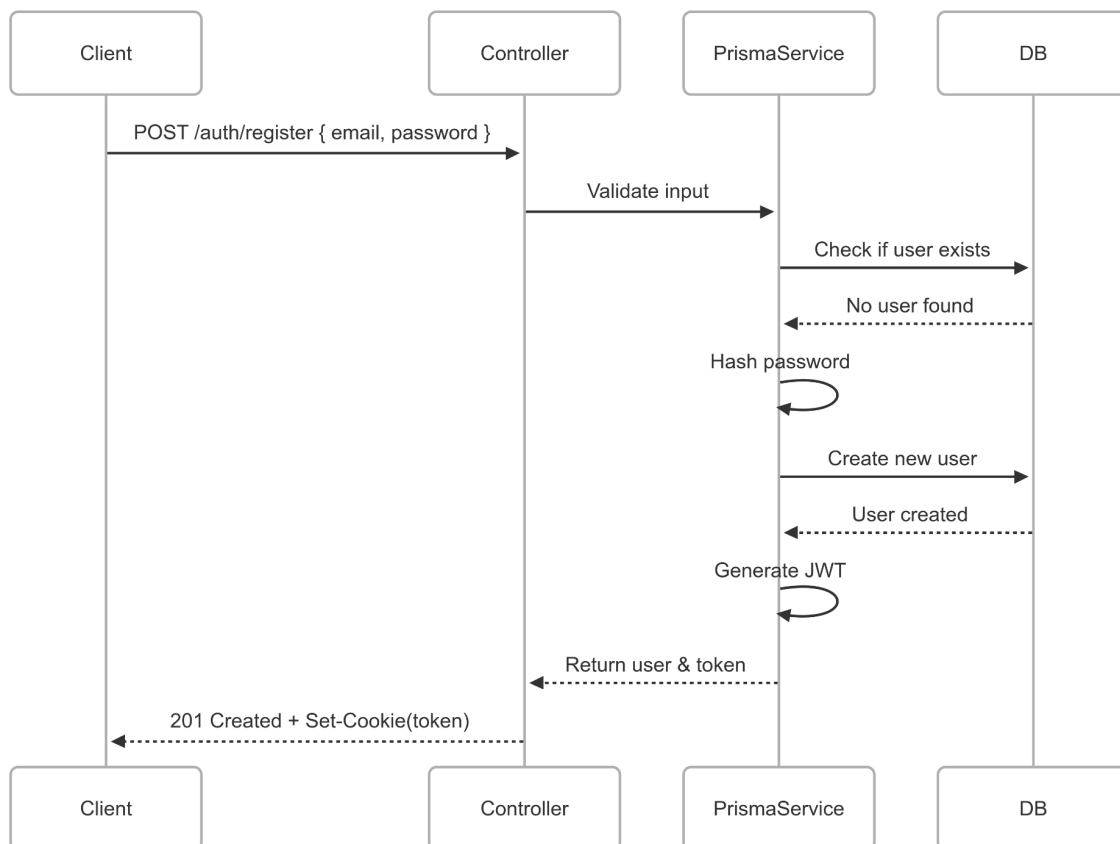 Client
Controller
PrismaService
DB
POST /auth/register { email, password }
Validate input
Check if user exists
No user found
Hash password
Create new user
User created
Generate JWT
Return user & token
201 Created + Set-Cookie(token)
Client
Controller
PrismaService
DB